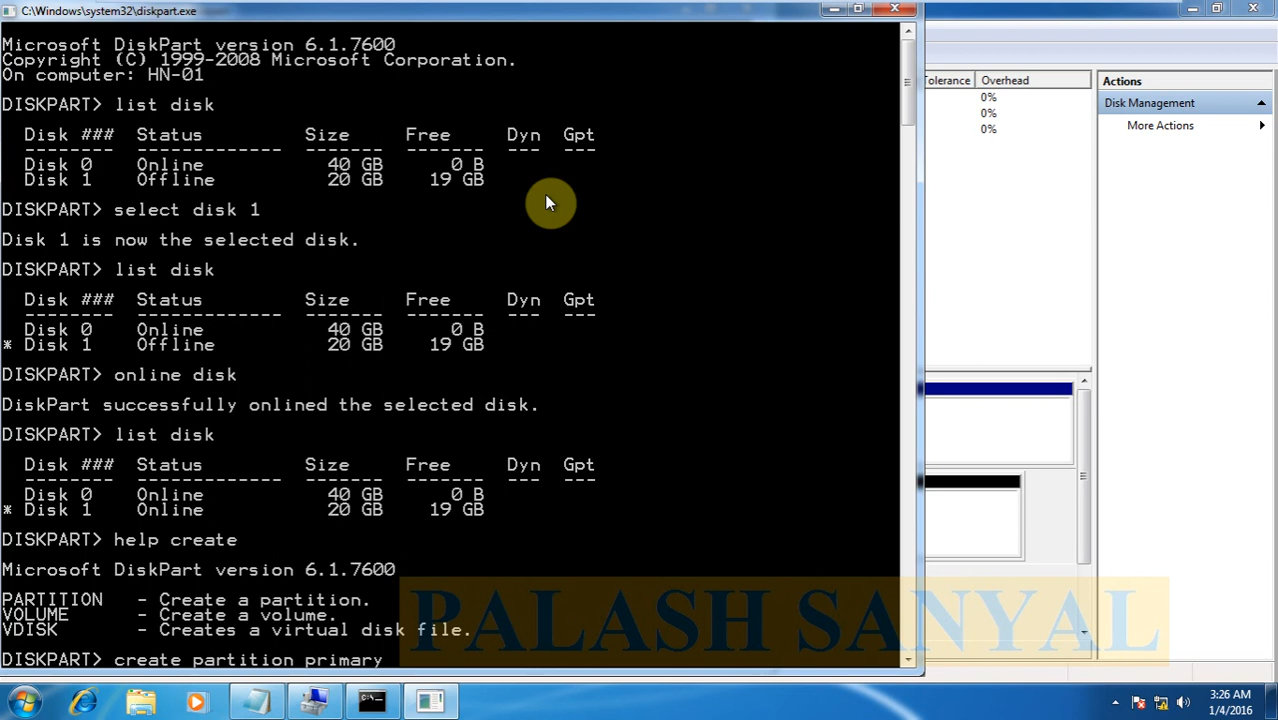 C:\Windows\system32\diskpart.exe
Microsoft DiskPart version 6.1.7600
Copyright (C) 1999-2008 Microsoft Corporation.
On computer: HN-01
DISKPART> list disk
Disk ###  Status         Size     Free     Dyn  Gpt
--------  -------------  -------  -------  ---  ---
Disk 0    Online           40 GB      0 B
Disk 1    Offline          20 GB    19 GB
DISKPART> select disk 1
Disk 1 is now the selected disk.
DISKPART> list disk
Disk ###  Status         Size     Free     Dyn  Gpt
--------  -------------  -------  -------  ---  ---
Disk 0    Online           40 GB      0 B
* Disk 1    Offline          20 GB    19 GB
DISKPART> online disk
DiskPart successfully onlined the selected disk.
DISKPART> list disk
Disk ###  Status         Size     Free     Dyn  Gpt
--------  -------------  -------  -------  ---  ---
Disk 0    Online           40 GB      0 B
* Disk 1    Online           20 GB    19 GB
DISKPART> help create
Microsoft DiskPart version 6.1.7600
PARTITION   - Create a partition.
VOLUME      - Create a volume.
VDISK       - Creates a virtual disk file.
DISKPART> create partition primary
Tolerance Overhead
0%
0%
0%
Actions
Disk Management
More Actions
PALASH SANYAL
3:26 AM
1/4/2016